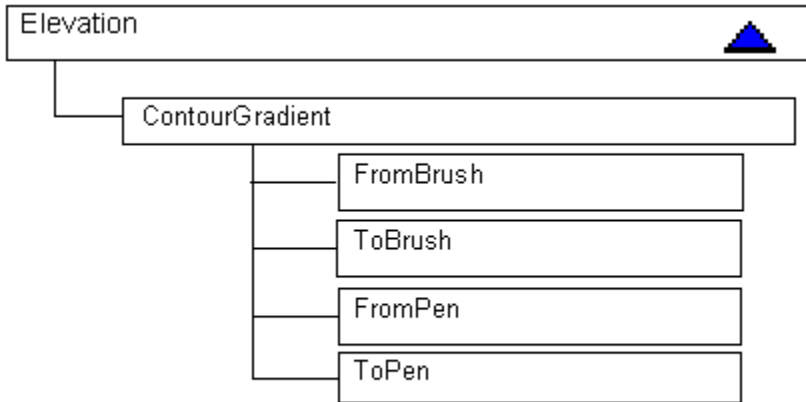 Elevation
ContourGradient
FromBrush
ToBrush
FromPen
ToPen